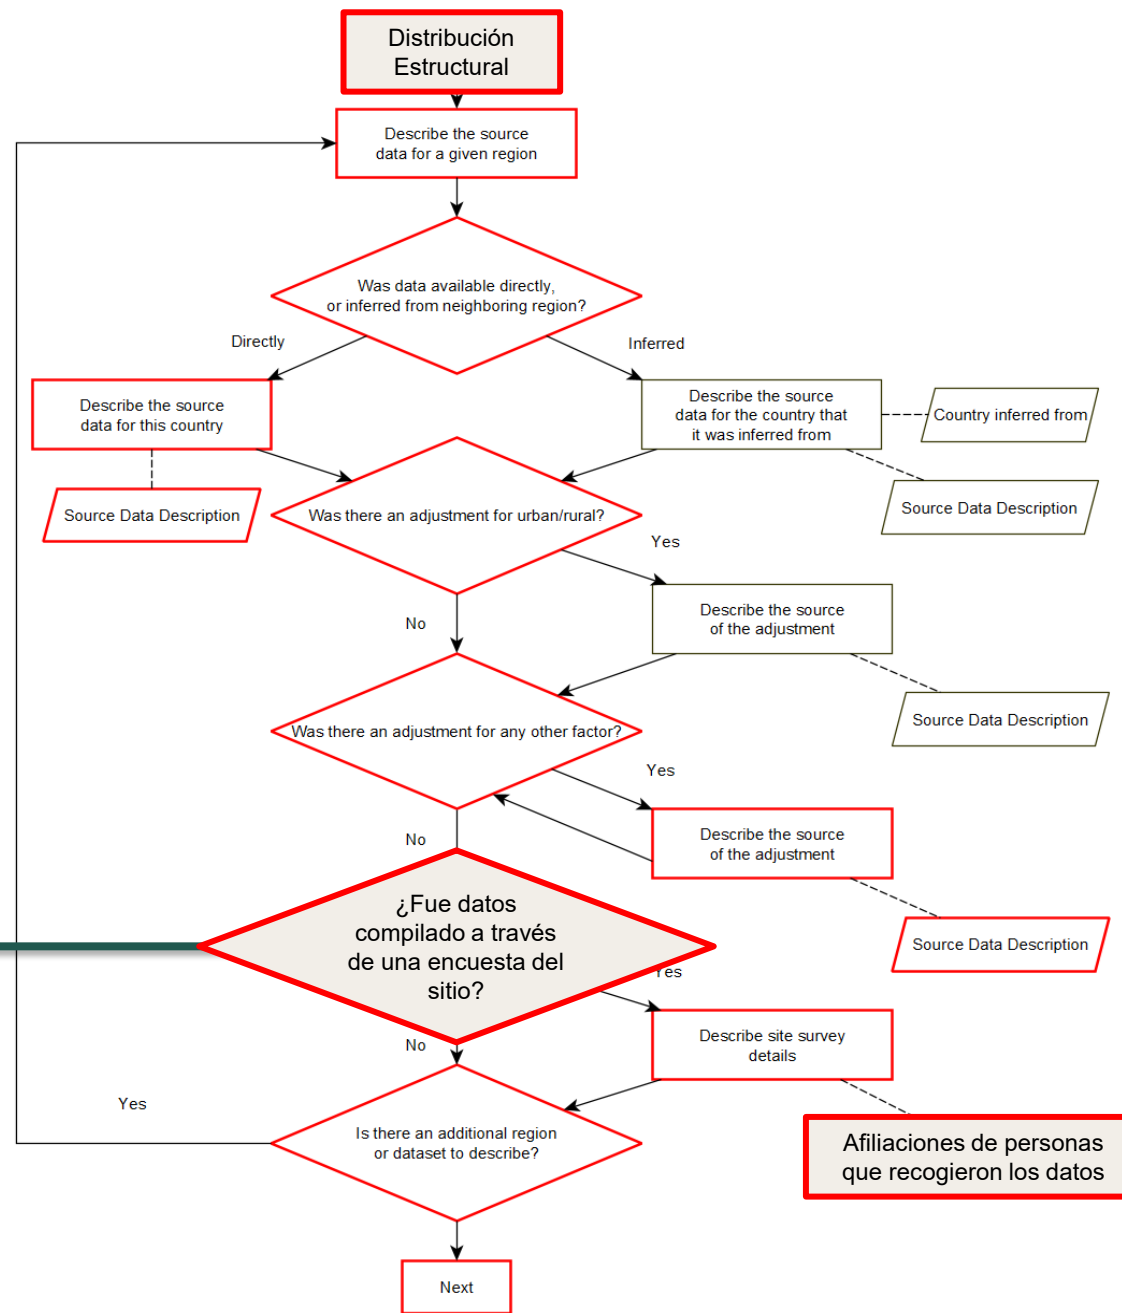 Distribución
Estructural
Describe the source
data for a given region
Was data available directly,
or inferred from neighboring region?
Directly
Inferred
Describe the source
data for this country
Describe the source
data for the country that
it was inferred from
Country inferred from
Source Data Description
Source Data Description
Was there an adjustment for urban/rural?
Yes
No
Describe the source
of the adjustment
Source Data Description
Was there an adjustment for any other factor?
Yes
No
Describe the source
of the adjustment
Source Data Description
¿Fue datos
compilado a través
de una encuesta del
sitio?
Yes
No
Describe site survey
details
Yes
Is there an additional region
or dataset to describe?
Afiliaciones de personas
que recogieron los datos
Next